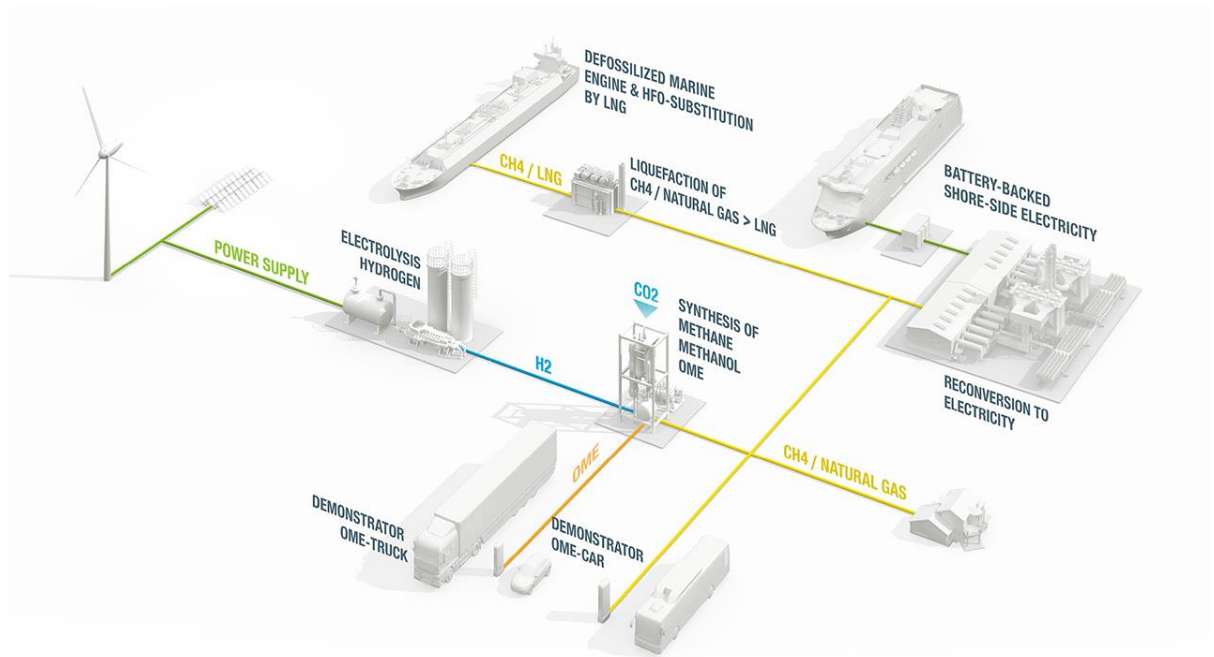 DEFOSSILIZED MARINE
ENGINE & HFO-SUBSTITUTION
BY LNG
CH4 / LNG
LIQUEFACTION OF
CH4 / NATURAL GAS > LNG
BATTERY-BACKED
SHORE-SIDE ELECTRICITY
POWER SUPPLY
ELECTROLYSIS
HYDROGEN
CO2
SYNTHESIS OF
METHANE
METHANOL
OME
H2
RECONVERSION TO
ELECTRICITY
OME
CH4 / NATURAL GAS
DEMONSTRATOR
OME-TRUCK
DEMONSTRATOR
OME-CAR